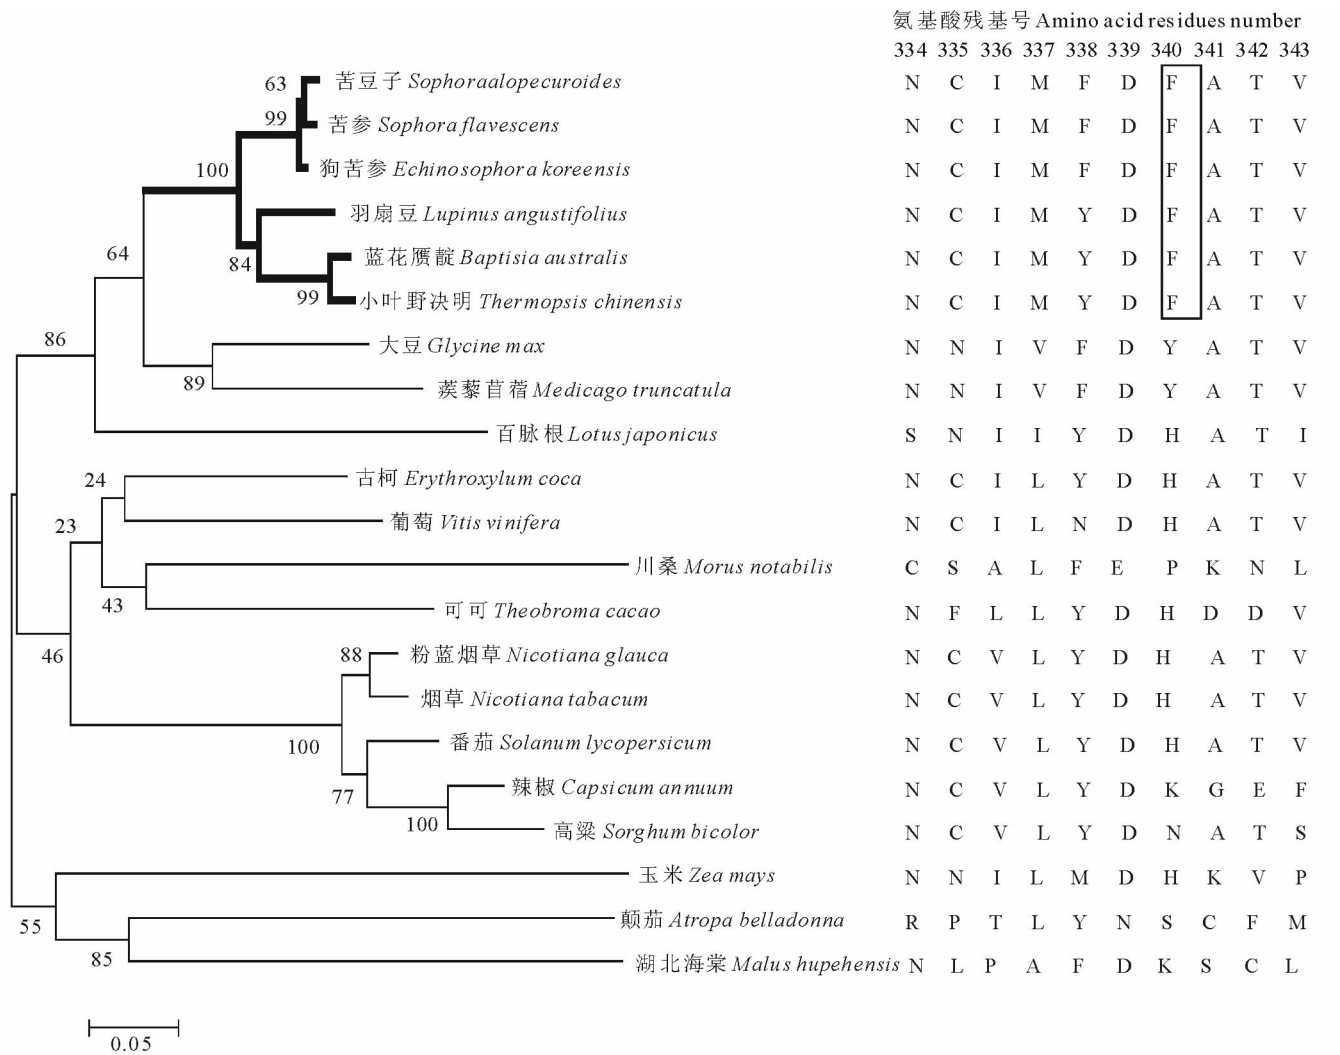 氨基酸残基号 Amino acid residues number
334 335 336 337 338 339 340 341 342 343
63 苦豆子 Sophoraalopecuroides N C I M F D F A T V
99 苦参 Sophora flavescens N C I M F D F A T V
100 狗苦参 Echinosophora koreensis N C I M F D F A T V
羽扇豆 Lupinus angustifolius N C I M Y D F A T V
64 84 蓝花赝靛 Baptisia australis N C I M Y D F A T V
99 小叶野决明 Thermopsis chinensis N C I M Y D F A T V
86 大豆 Glycine max N N I V F D Y A T V
89 蒺藜苜蓿 Medicago truncatula N N I V F D Y A T V
百脉根 Lotus japonicus S N I I Y D H A T I
24 古柯 Erythroxylum coca N C I L Y D H A T V
23 葡萄 Vitis vinifera N C I L N D H A T V
川桑 Morus notabilis C S A L F E P K N L
43 可可 Theobroma cacao N F L L Y D H D D V
46 88 粉蓝烟草 Nicotiana glauca N C V L Y D H A T V
烟草 Nicotiana tabacum N C V L Y D H A T V
100 番茄 Solanum lycopersicum N C V L Y D H A T V
77 辣椒 Capsicum annuum N C V L Y D K G E F
100 高粱 Sorghum bicolor N C V L Y D N A T S
玉米 Zea mays N N I L M D H K V P
55 颠茄 Atropa belladonna R P T L Y N S C F M
85 湖北海棠 Malus hupehensis N L P A F D K S C L
0.05